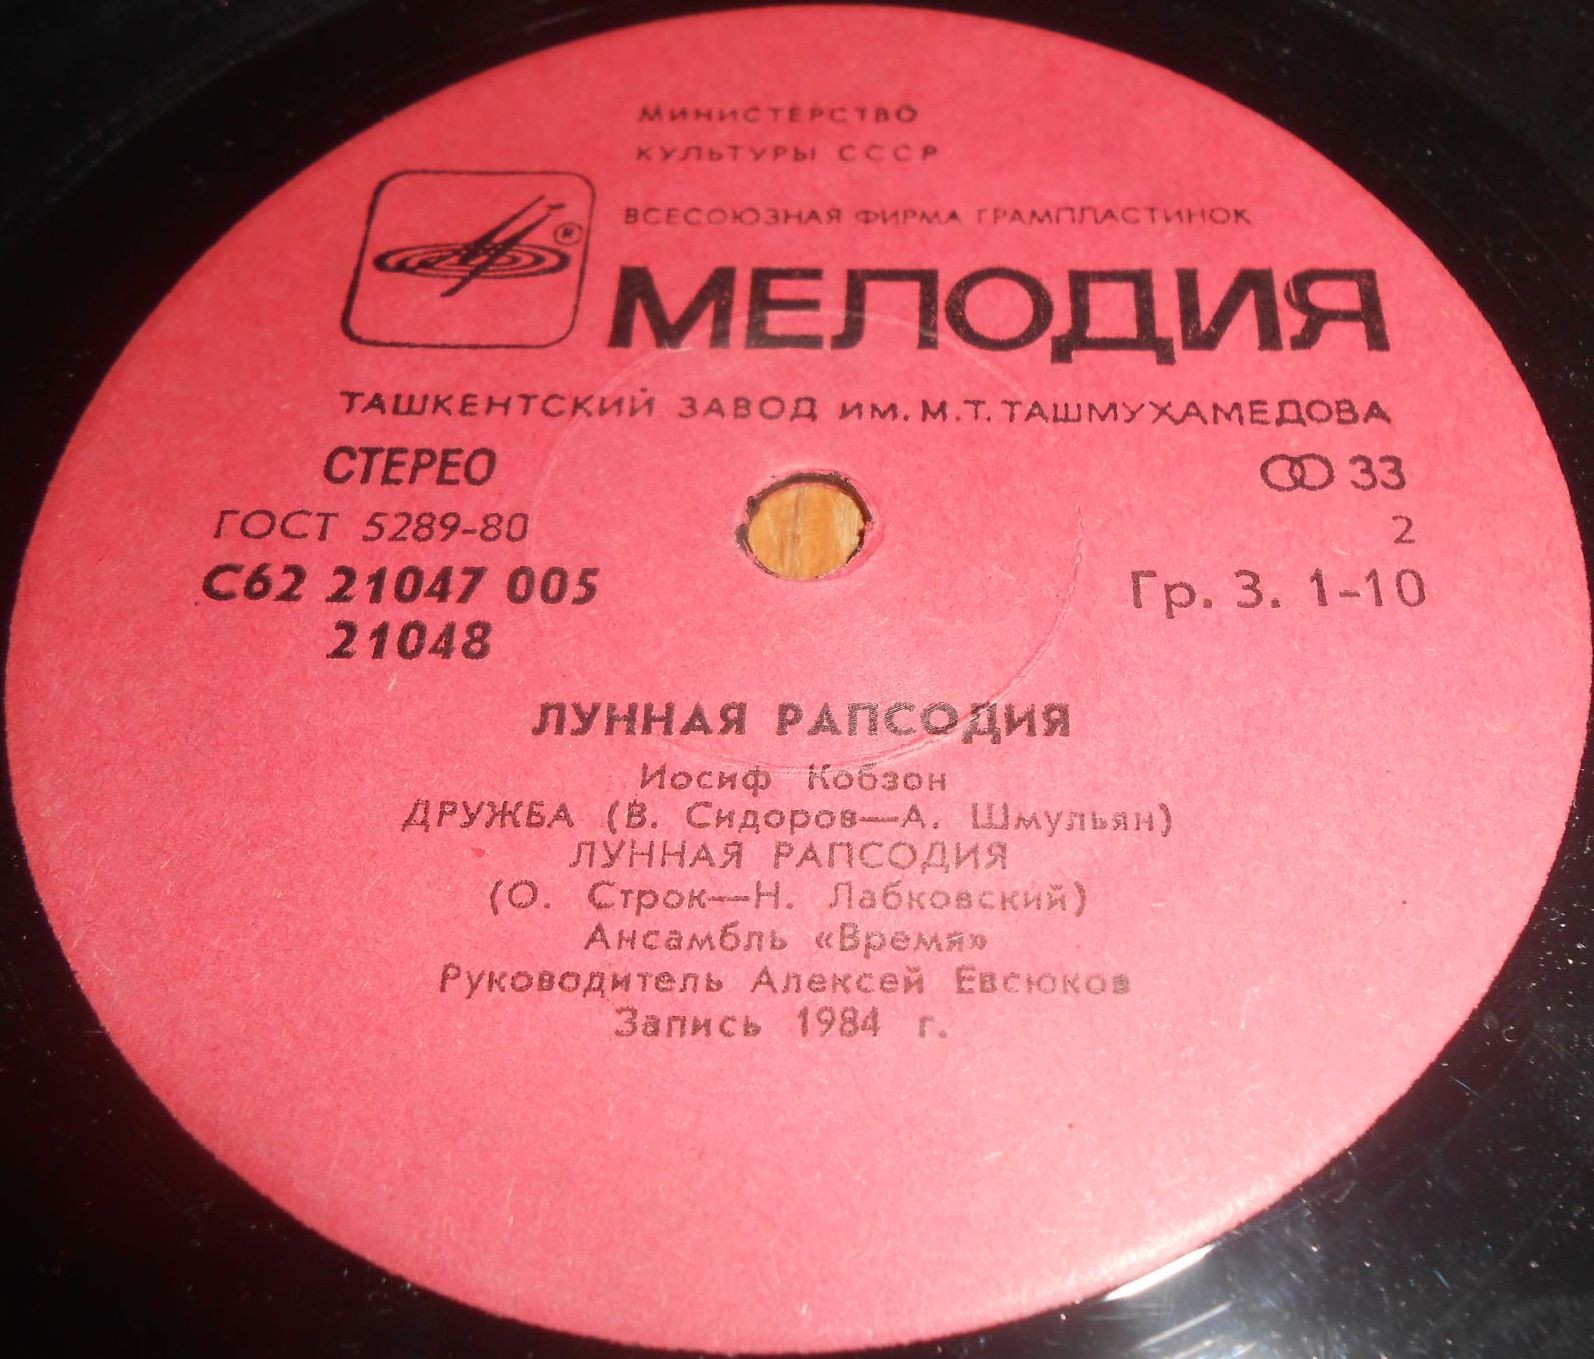 МИНИСТЕРСТВО
КУЛЬТУРЫ СССР
ВСЕСОЮЗНАЯ ФИРМА ГРАМПЛАСТИНОК
®
МЕЛОДИЯ
ТАШКЕНТСКИЙ ЗАВОД ИМ. М.Т. ТАШМУХАМЕДОВА
СТЕРЕО 33
ГОСТ 5289-80 2
С62 21047 005 Гр. 3. 1-10
21048
ЛУННАЯ РАПСОДИЯ
Иосиф Кобзон
ДРУЖБА (В. Сидоров—А. Шмульян)
ЛУННАЯ РАПСОДИЯ
(О. Строк—Н. Лабковский)
Ансамбль «Время»
Руководитель Алексей Евсюков
Запись 1984 г.